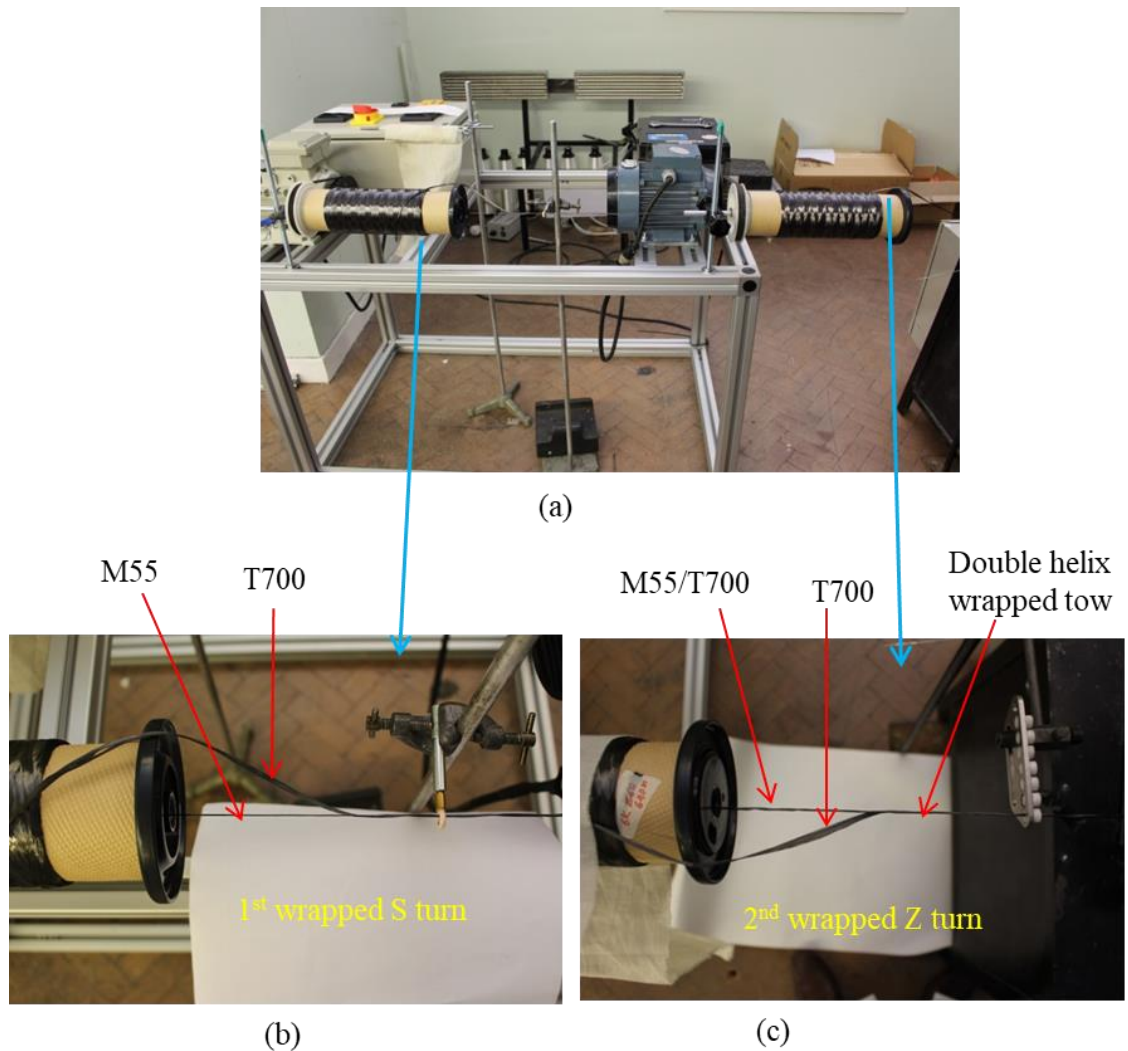 (a)
M55
T700
M55/T700
T700
Double helix
wrapped tow
1st wrapped S turn
2nd wrapped Z turn
(b)
(c)